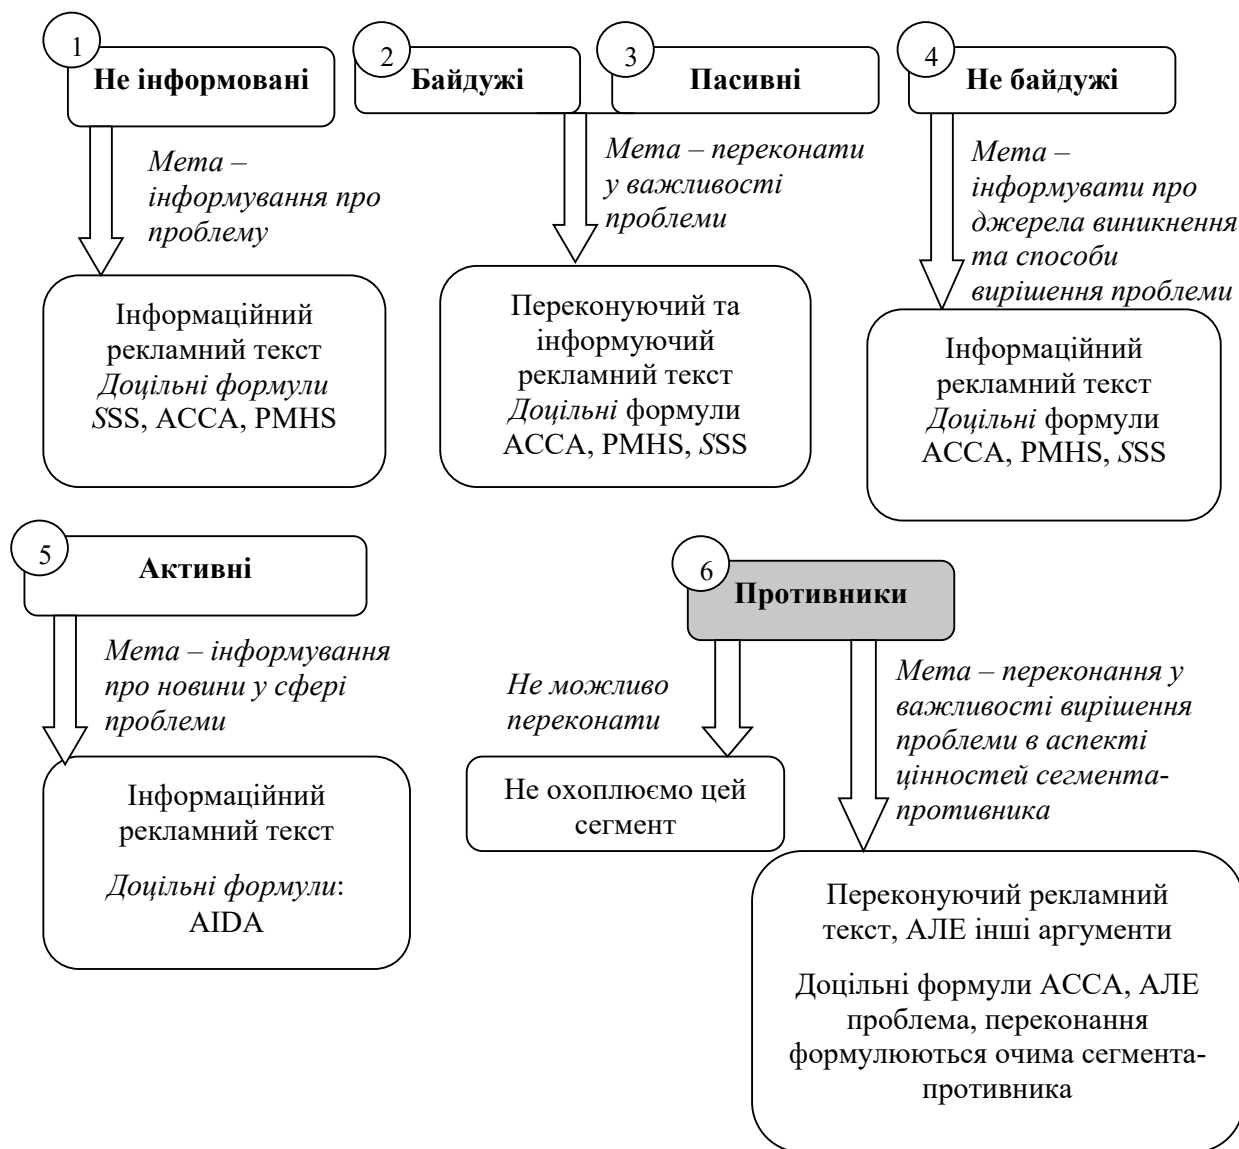 1
Не інформовані
Мета –
інформування про
проблему
Інформаційний
рекламний текст
Доцільні формули
SSS, ACCA, PMHS
2
Байдужі
3
Пасивні
Мета – переконати
у важливості
проблеми
Переконуючий та
інформуючий
рекламний текст
Доцільні формули
ACCA, PMHS, SSS
4
Не байдужі
Мета –
інформувати про
джерела виникнення
та способи
вирішення проблеми
Інформаційний
рекламний текст
Доцільні формули
ACCA, PMHS, SSS
5
Активні
Мета – інформування
про новини у сфері
проблеми
Інформаційний
рекламний текст
Доцільні формули:
AIDA
6
Противники
Не можливо
переконати
Не охоплюємо цей
сегмент
Мета – переконання у
важливості вирішення
проблеми в аспекті
цінностей сегмента-
противника
Переконуючий рекламний
текст, АЛЕ інші аргументи
Доцільні формули ACCA, АЛЕ
проблема, переконання
формулюються очима сегмента-
противника